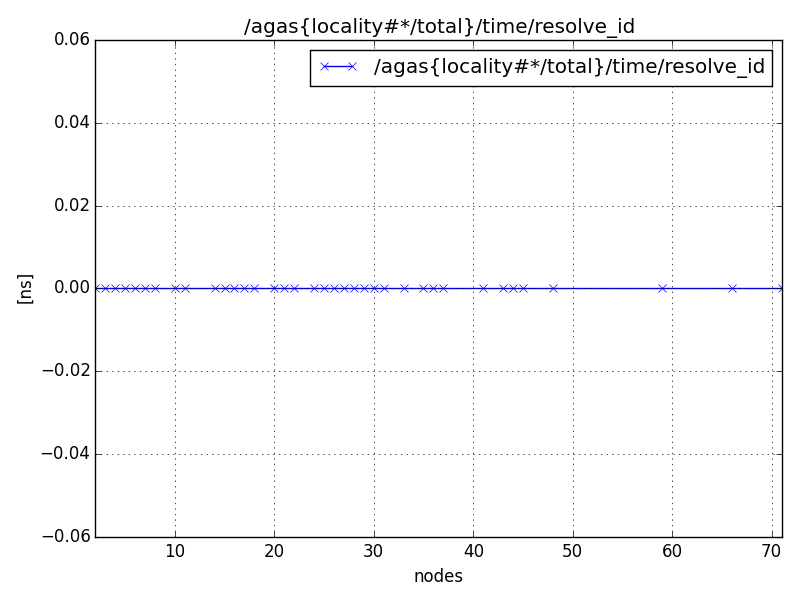 /agas{locality#*/total}/time/resolve_id
/agas{locality#*/total}/time/resolve_id
0.06
0.04
0.02
0.00
−0.02
−0.04
−0.06
[ns]
10 20 30 40 50 60 70
nodes